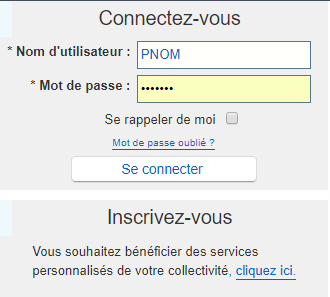 Connectez-vous
* Nom d'utilisateur : PNOM
* Mot de passe : •••••••
Se rappeler de moi
Mot de passe oublié ?
Se connecter
Inscrivez-vous
Vous souhaitez bénéficier des services
personnalisés de votre collectivité, cliquez ici.